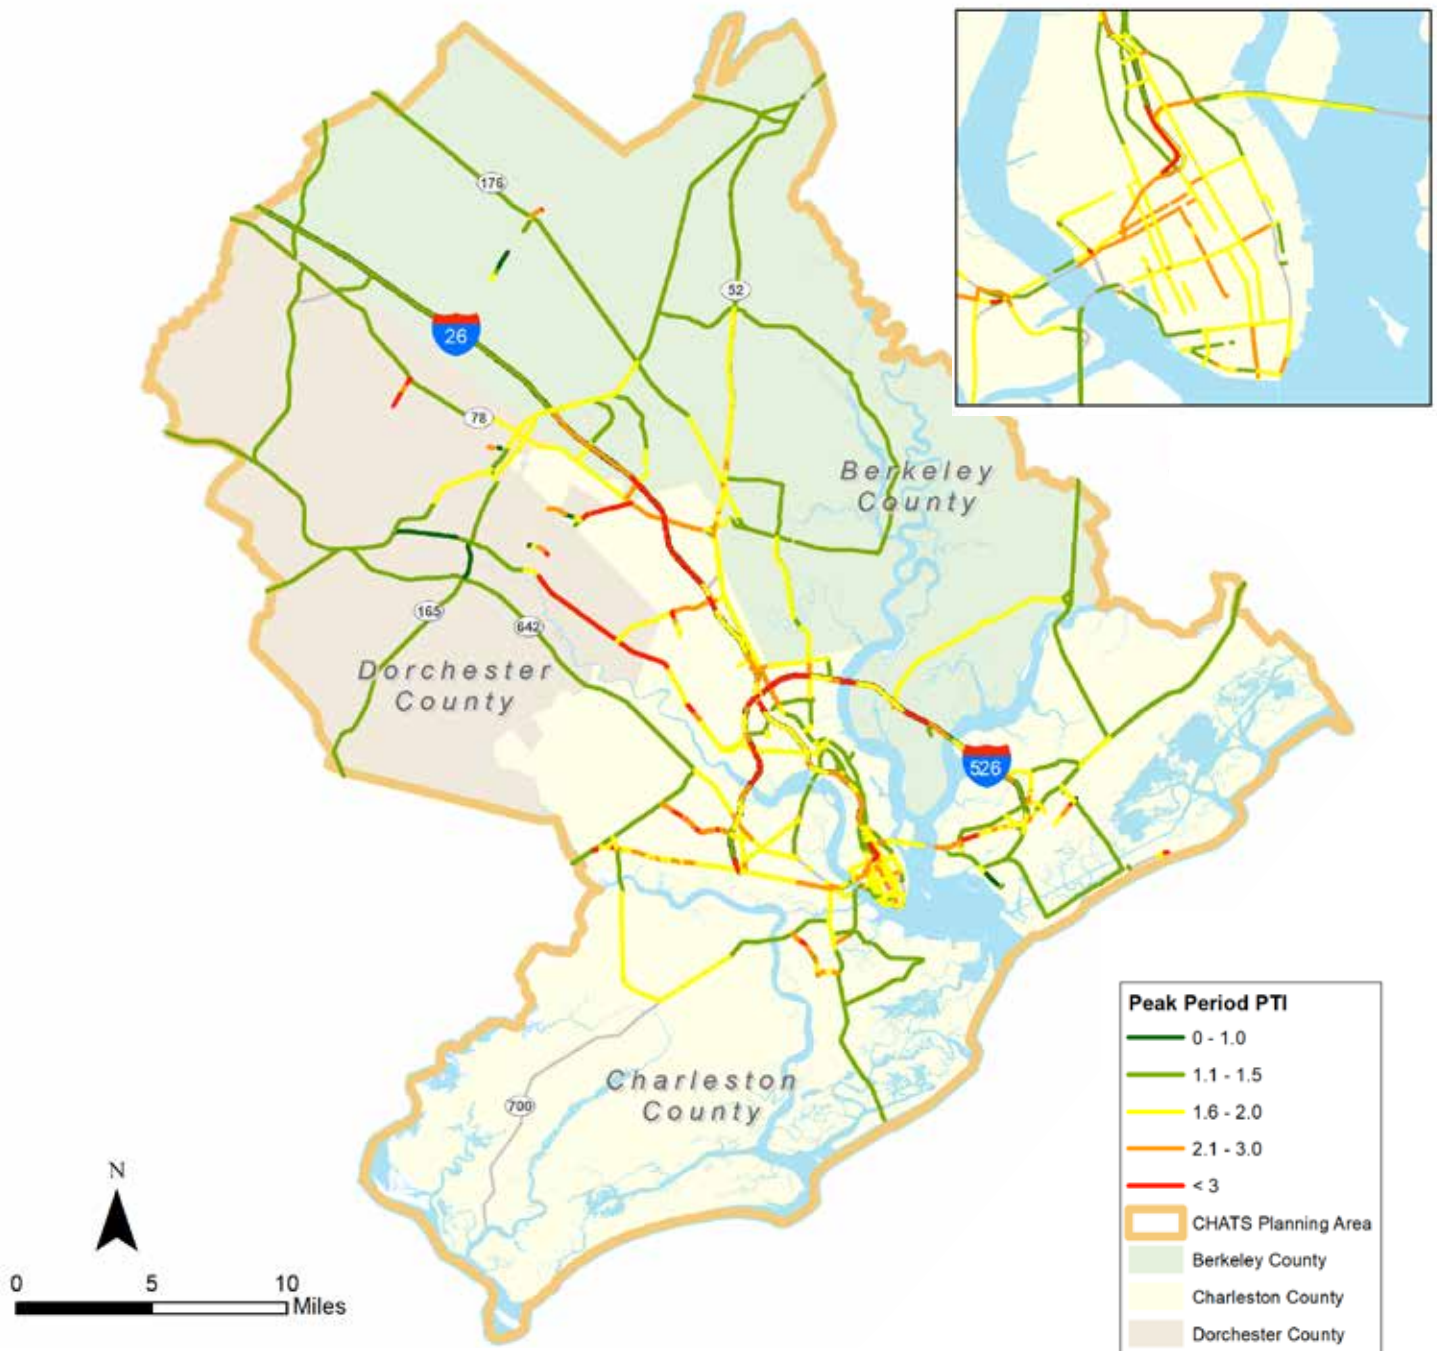 176
52
26
78
Berkeley
County
165
642
Dorchester
County
526
Charleston
County
700
N
0 5 10
Miles
Peak Period PTI
0 - 1.0
1.1 - 1.5
1.6 - 2.0
2.1 - 3.0
< 3
CHATS Planning Area
Berkeley County
Charleston County
Dorchester County